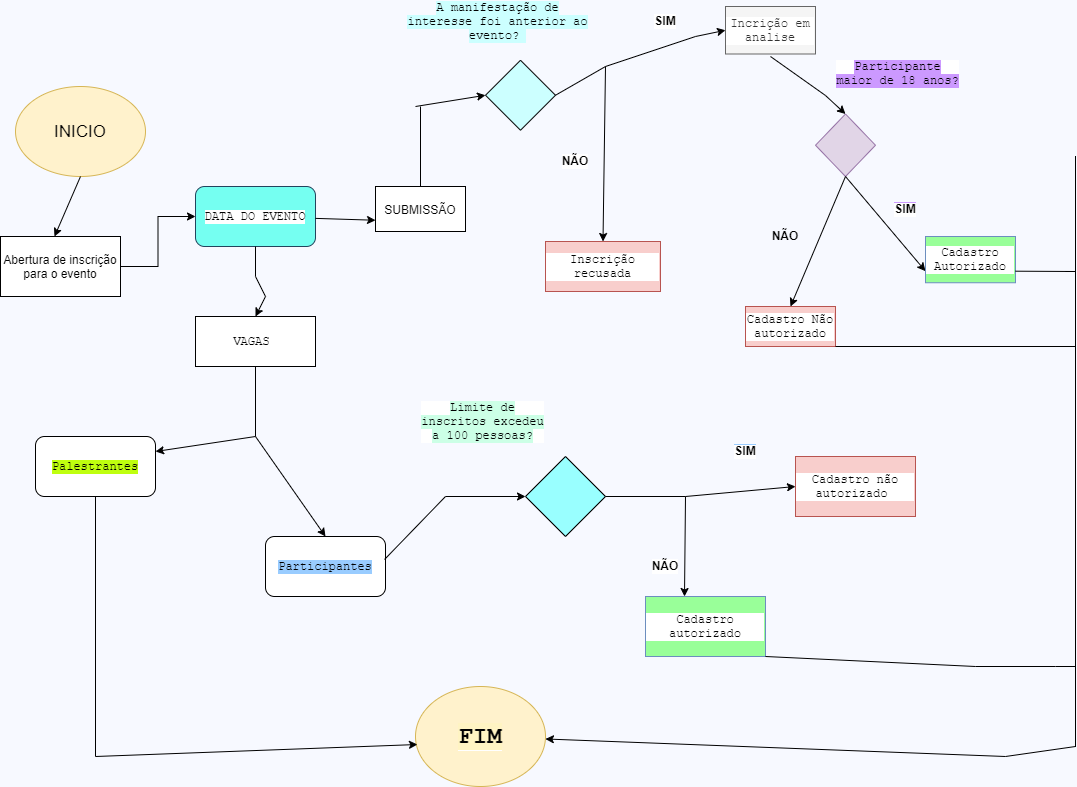 A manifestação de
interesse foi anterior ao
evento?
SIM
Incrição em
analise
Participante
maior de 18 anos?
INICIO
NÃO
DATA DO EVENTO
SUBMISSÃO
SIM
NÃO
Abertura de inscrição
para o evento
Inscrição
recusada
Cadastro
Autorizado
Cadastro Não
autorizado
VAGAS
Limite de
inscritos excedeu
a 100 pessoas?
SIM
Palestrantes
Cadastro não
autorizado
Participantes
NÃO
Cadastro
autorizado
FIM